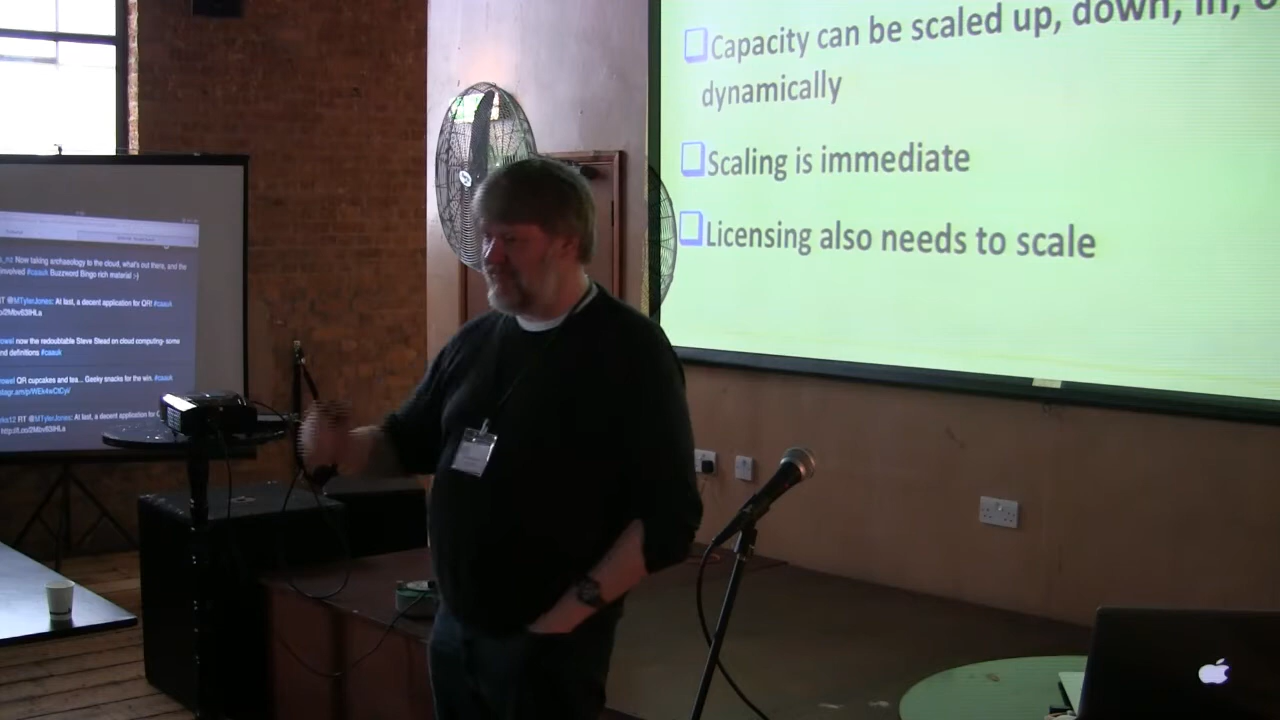 Now taking archaeology to the cloud, what's out there, and the
involved #caauk Buzzword Bingo rich material :-)
@MTylerJones: At last, a decent application for QR! #caauk
now the redoubtable Steve Stead on cloud computing- some
definitions #caauk
QR cupcakes and tea... Geeky snacks for the win. #caauk
RT @MTylerJones: At last, a decent application for
Capacity can be scaled up, down, in,
dynamically
Scaling is immediate
Licensing also needs to scale